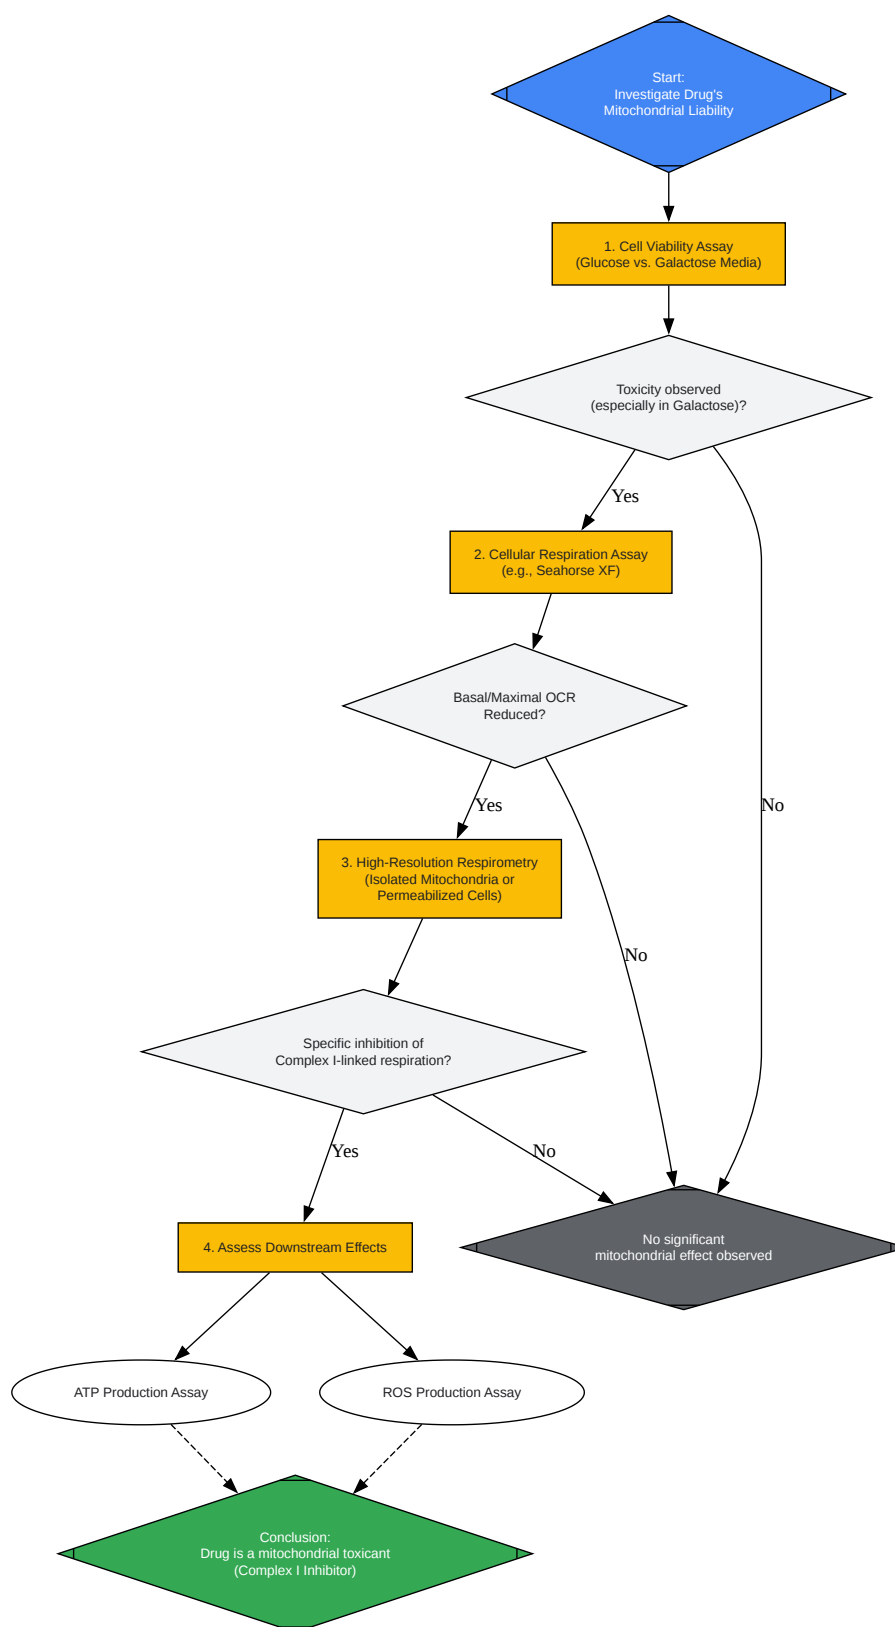 Start:
Investigate Drug's
Mitochondrial Liability
1. Cell Viability Assay
(Glucose vs. Galactose Media)
Toxicity observed
(especially in Galactose)?
Yes
2. Cellular Respiration Assay
(e.g., Seahorse XF)
Basal/Maximal OCR
Reduced?
Yes
No
3. High-Resolution Respirometry
(Isolated Mitochondria or
Permeabilized Cells)
No
Specific inhibition of
Complex I-linked respiration?
Yes
No
4. Assess Downstream Effects
No significant
mitochondrial effect observed
ATP Production Assay
ROS Production Assay
Conclusion:
Drug is a mitochondrial toxicant
(Complex I Inhibitor)